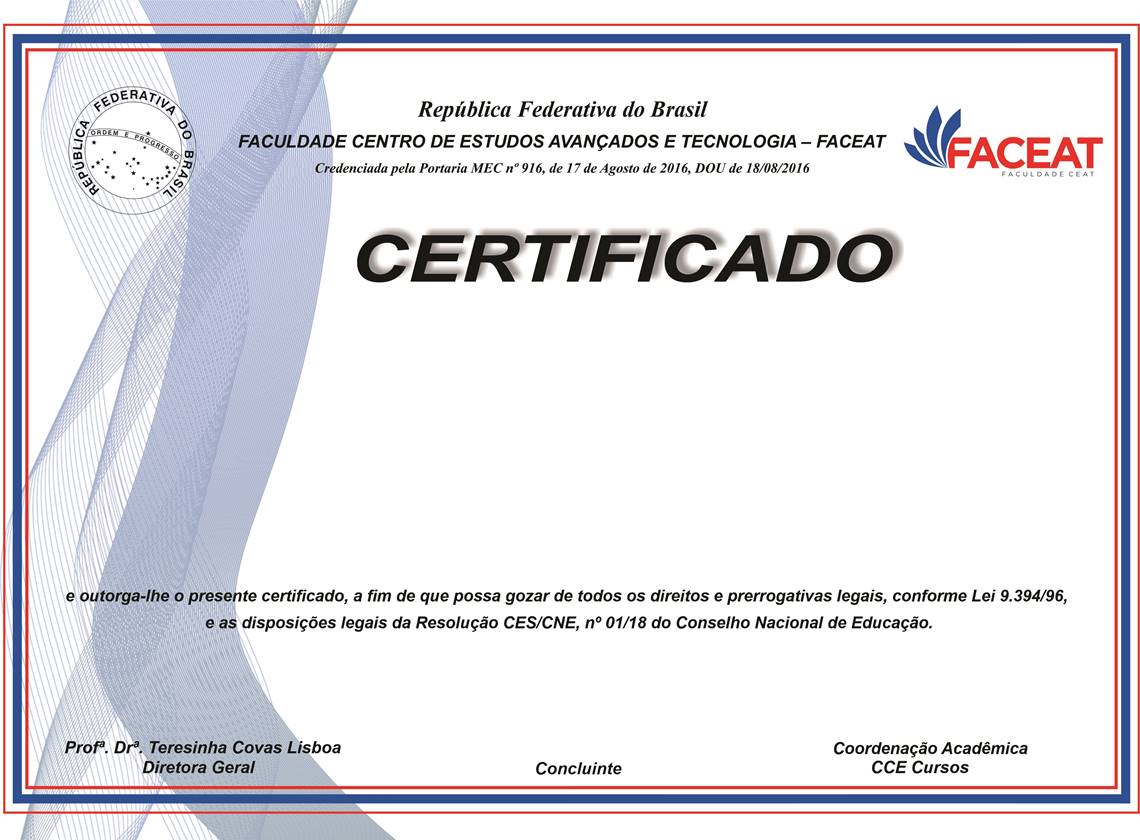 REPÚBLICA FEDERATIVA DO BRASIL
ORDEM E PROGRESSO
República Federativa do Brasil
FACULDADE CENTRO DE ESTUDOS AVANÇADOS E TECNOLOGIA – FACEAT
Credenciada pela Portaria MEC nº 916, de 17 de Agosto de 2016, DOU de 18/08/2016
FACEAT
FACULDADE CEAT
CERTIFICADO
e outorga-lhe o presente certificado, a fim de que possa gozar de todos os direitos e prerrogativas legais, conforme Lei 9.394/96,
e as disposições legais da Resolução CES/CNE, nº 01/18 do Conselho Nacional de Educação.
Profª. Drª. Teresinha Covas Lisboa
Diretora Geral
Concluinte
Coordenação Acadêmica
CCE Cursos